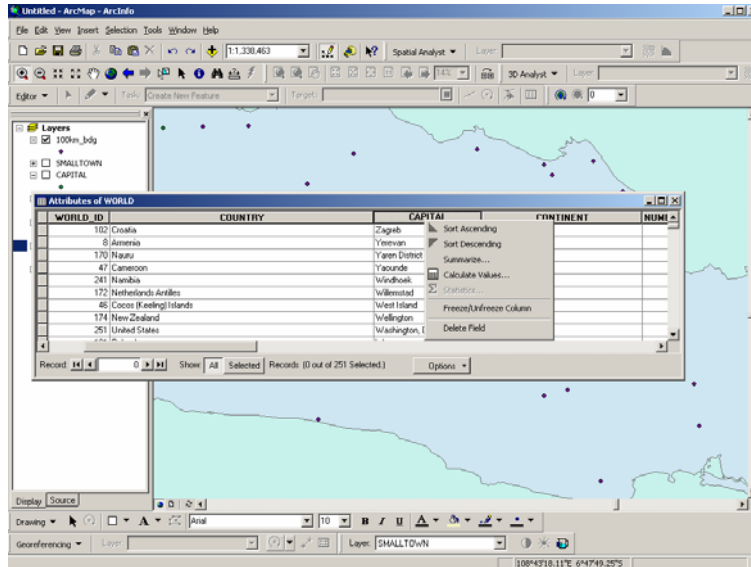 Untitled - ArcMap - ArcInfo
File Edit View Insert Selection Tools Window Help
1:1,338,463 Spatial Analyst Layer:
14% 3D Analyst Layer:
Editor Task: Create New Feature Target: 0
Layers
100km_bdg
SMALLTOWN
CAPITAL
Attributes of WORLD
WORLD_ID COUNTRY CAPITAL CONTINENT
102 Croatia Zagreb
8 Armenia Yerevan
170 Nauru Yaren District
47 Cameroon Yaounde
241 Namibia Windhoek
172 Netherlands Antilles Willemstad
46 Cocos (Keeling) Islands West Island
174 New Zealand Wellington
251 United States Washington,
Sort Ascending
Sort Descending
Summarize...
Calculate Values...
Statistics...
Freeze/Unfreeze Column
Delete Field
Record: 0 Show: All Selected Records (0 out of 251 Selected.) Options
Display Source
Drawing A Arial 10 B I U A
Georeferencing Layer: Layer: SMALLTOWN
108°43'18.11"E 6°47'49.25"S